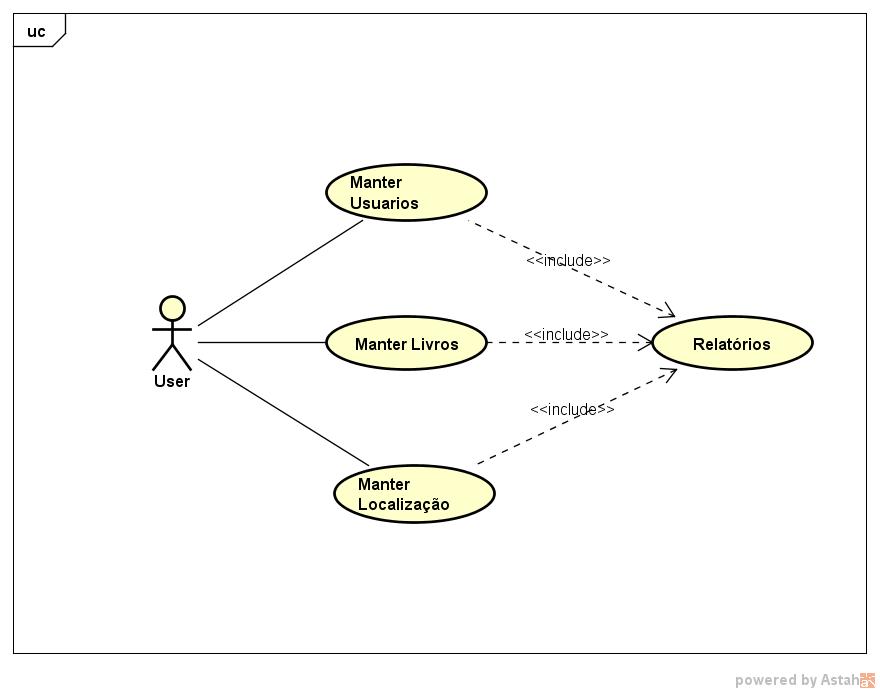 uc
Manter
Usuarios
<<include>>
<<include>>
Manter Livros
Relatórios
User
<<include>>
Manter
Localização
powered by Astah